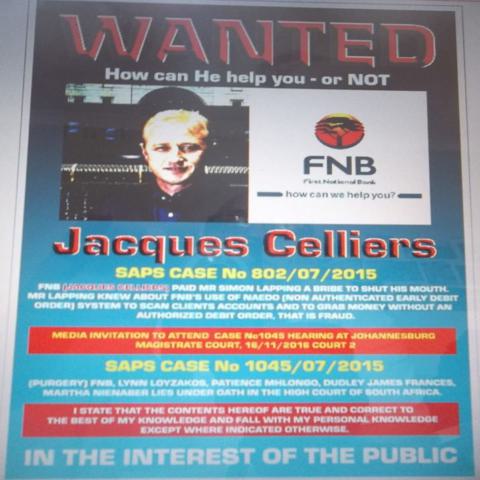 WANTED
How can He help you - or NOT
FNB
First National Bank
how can we help you?
Jacques Celliers
SAPS CASE No 802/07/2015
FNB (JACQUES CELLIERS) PAID MR SIMON LAPPING A BRIBE TO SHUT HIS MOUTH.
MR LAPPING KNEW ABOUT FNB'S USE OF NAEDO (NON AUTHENTICATED EARLY DEBIT
ORDER) SYSTEM TO SCAN CLIENTS ACCOUNTS AND TO GRAB MONEY WITHOUT AN
AUTHORIZED DEBIT ORDER, THAT IS FRAUD.
MEDIA INVITATION TO ATTEND CASE No1045 HEARING AT JOHANNESBURG
MAGISTRATE COURT, 16/11/2016 COURT 2
SAPS CASE No 1045/07/2015
(PURGERY) FNB, LYNN LOYZAKOS, PATIENCE MHLONGO, DUDLEY JAMES FRANCES,
MARTHA NIENABER LIES UNDER OATH IN THE HIGH COURT OF SOUTH AFRICA.
I STATE THAT THE CONTENTS HEREOF ARE TRUE AND CORRECT TO
THE BEST OF MY KNOWLEDGE AND FALL WITH MY PERSONAL KNOWLEDGE
EXCEPT WHERE INDICATED OTHERWISE.
IN THE INTEREST OF THE PUBLIC